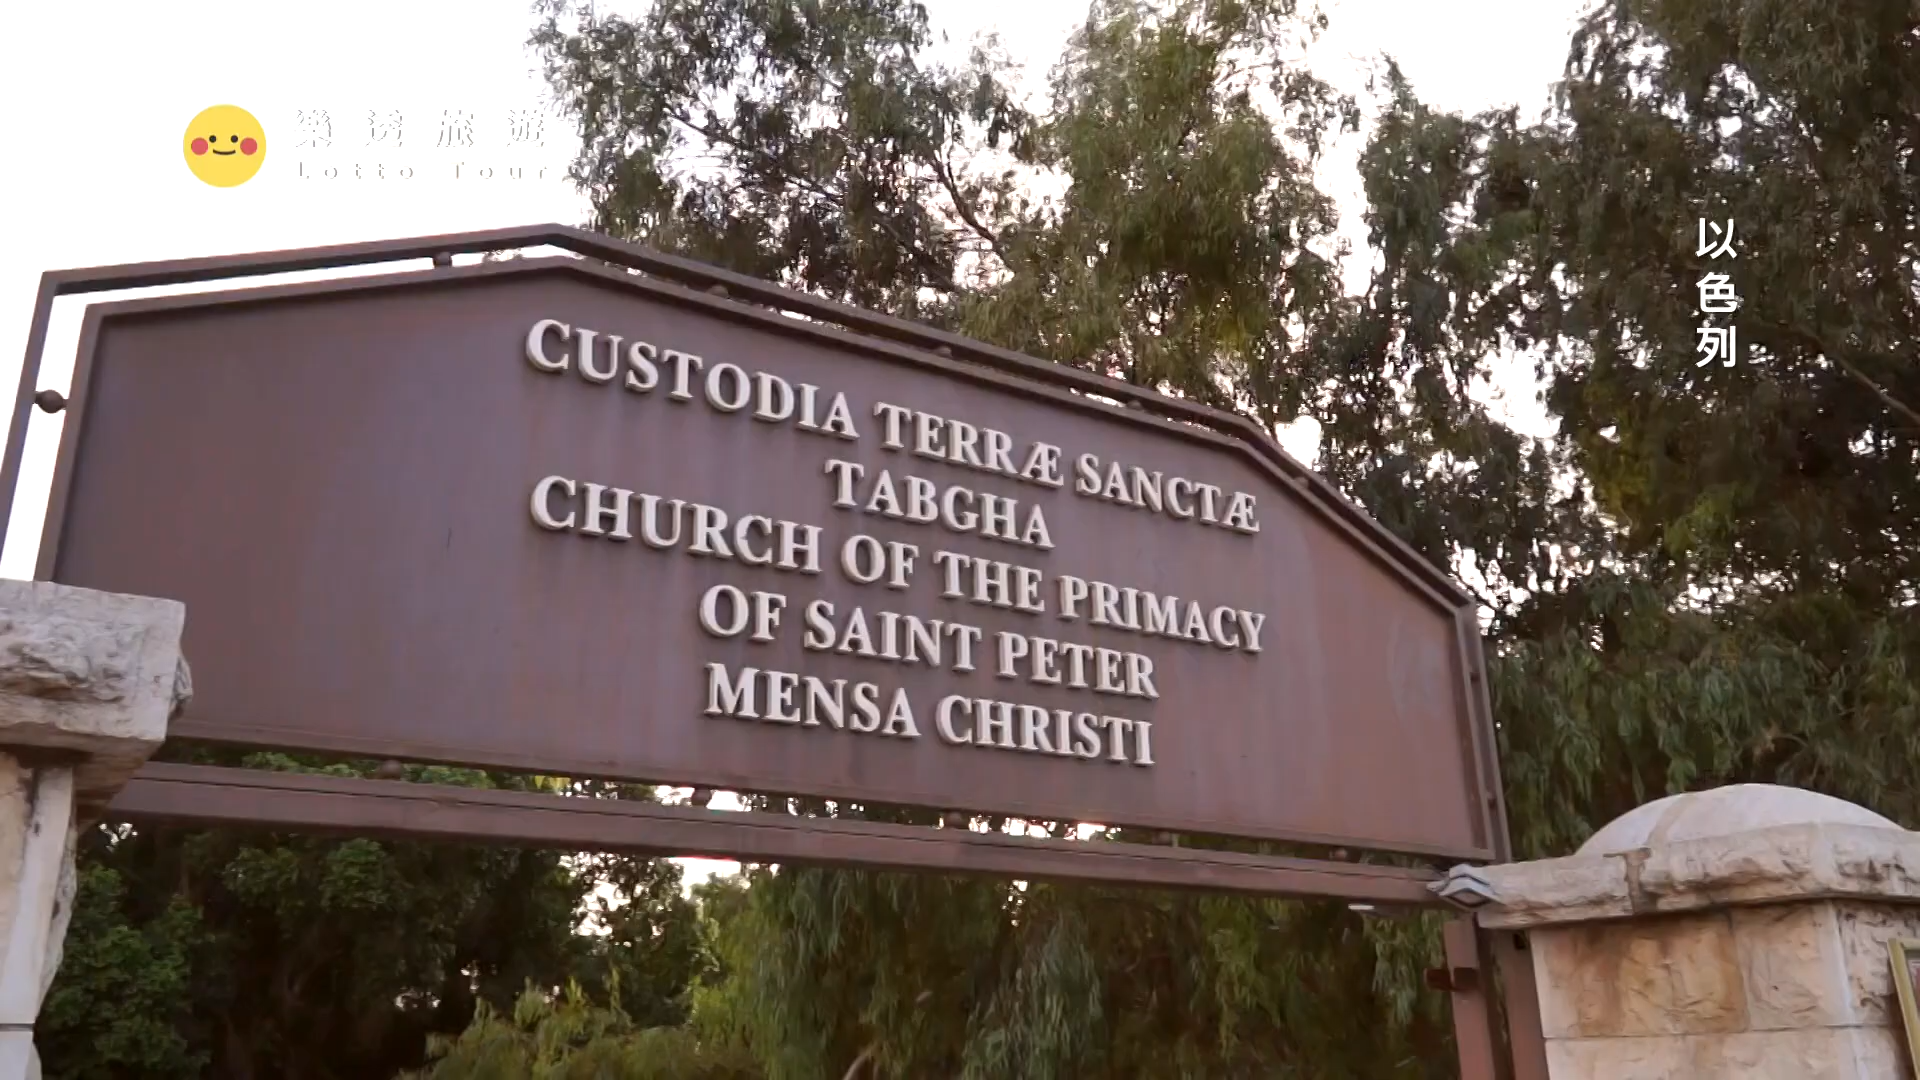 樂透旅遊
Lotto Tour
以色列
CUSTODIA TERRÆ SANCTÆ
TABGHA
CHURCH OF THE PRIMACY
OF SAINT PETER
MENSA CHRISTI